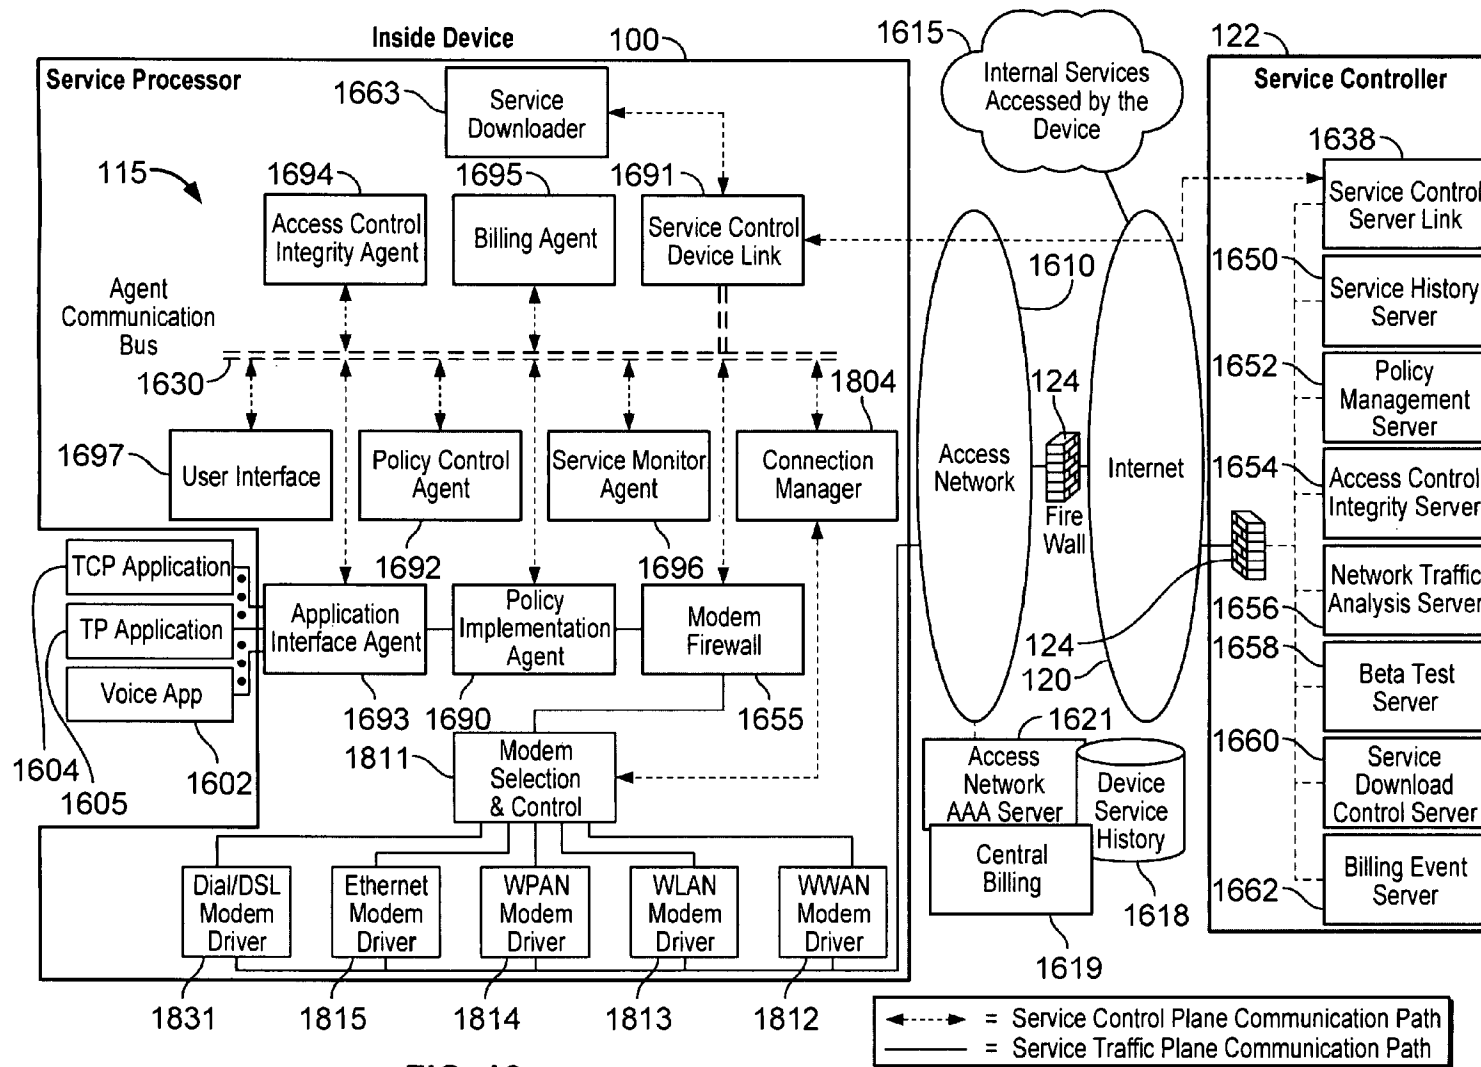 Inside Device
100
1615
122
Service Processor
1663
Service
Downloader
Internal Services
Accessed by the
Device
Service Controller
1638
115
1694
1695
1691
Access Control
Integrity Agent
Billing Agent
Service Control
Device Link
Service Control
Server Link
1610
1650
Agent
Communication
Bus
Service History
Server
1630
1804
124
1652
Policy
Management
Server
1697
User Interface
Policy Control
Agent
Service Monitor
Agent
Connection
Manager
Access
Network
Internet
1654
Access Control
Integrity Server
Fire
Wall
TCP Application
1692
1696
Application
Interface Agent
Policy
Implementation
Agent
Modem
Firewall
Network Traffic
Analysis Server
1656
TP Application
124
1658
Voice App
120
Beta Test
Server
1693
1690
1655
1604
1605
1602
1811
Modem
Selection
& Control
1621
Access
Network
AAA Server
Device
Service
History
1660
Service
Download
Control Server
Central
Billing
Dial/DSL
Modem
Driver
Ethernet
Modem
Driver
WPAN
Modem
Driver
WLAN
Modem
Driver
WWAN
Modem
Driver
1618
1662
Billing Event
Server
1619
1831
1815
1814
1813
1812
= Service Control Plane Communication Path
= Service Traffic Plane Communication Path